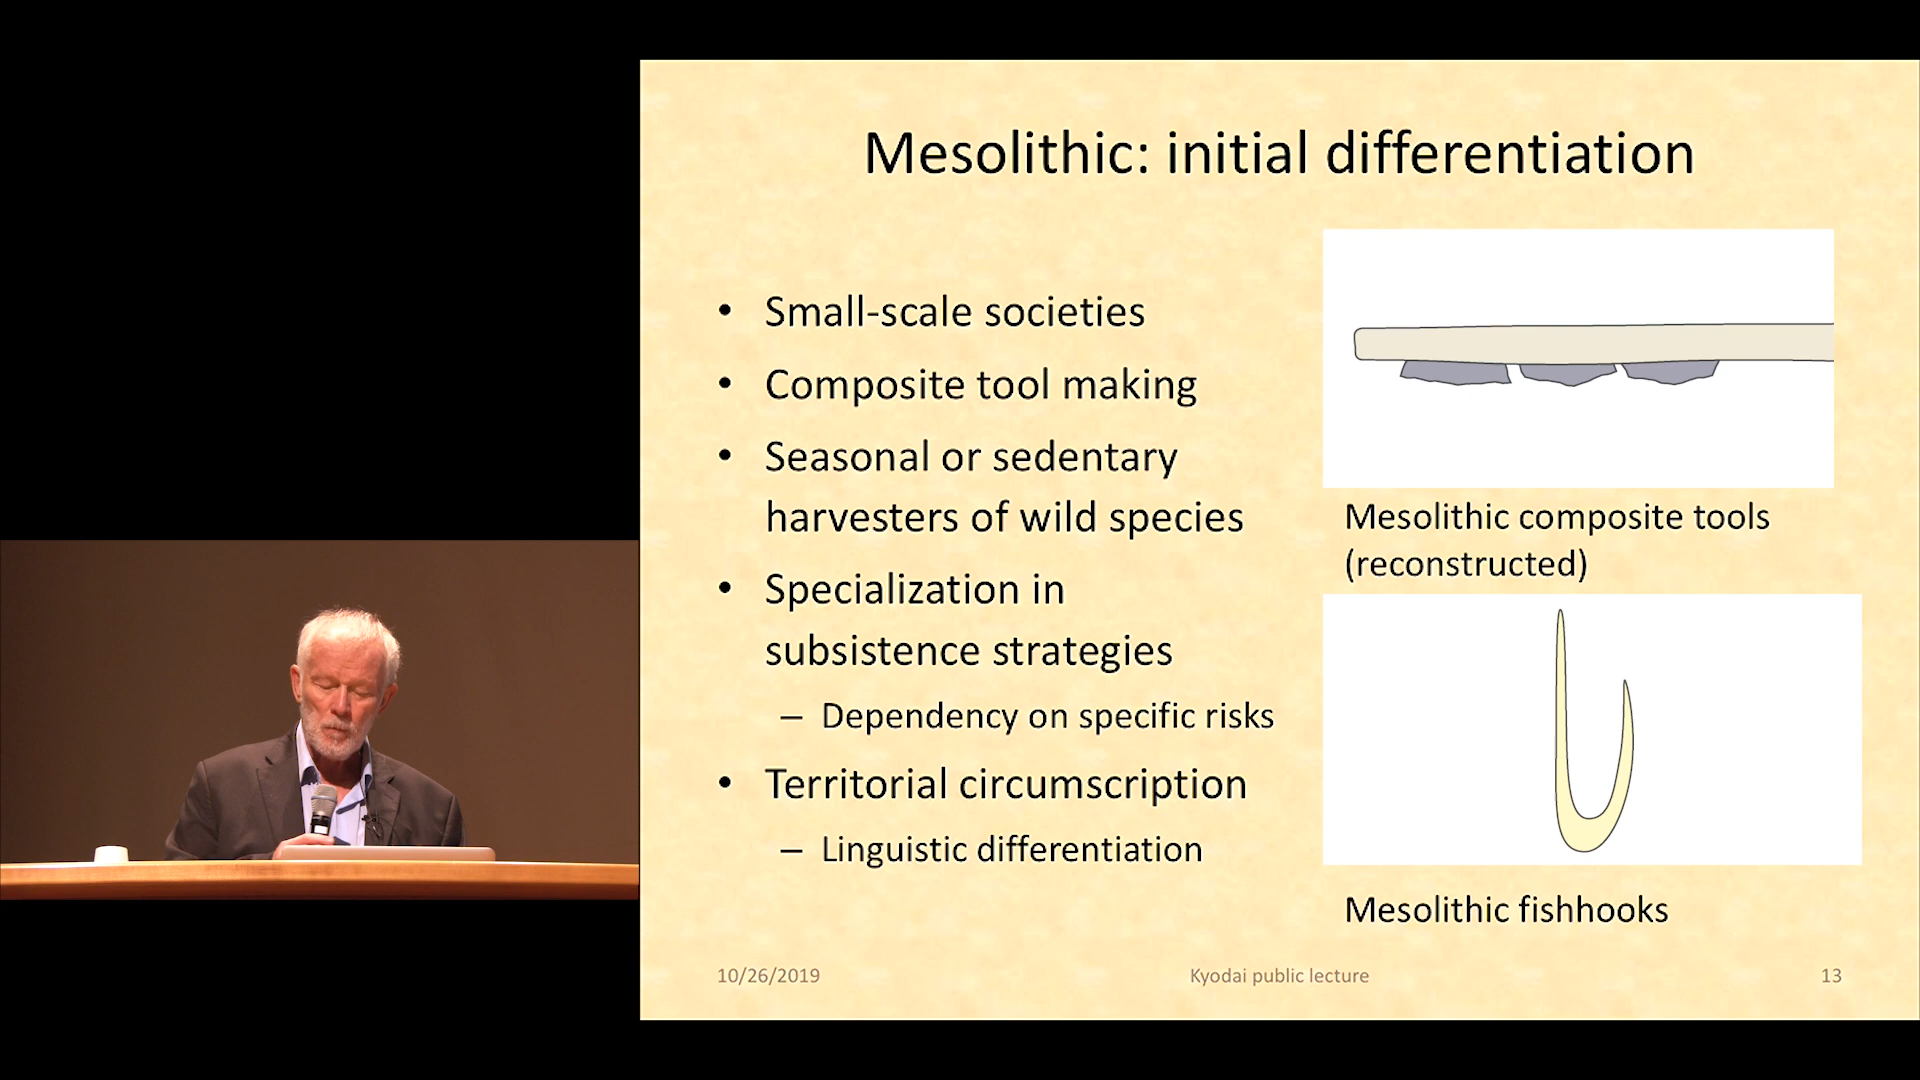 Mesolithic: initial differentiation
• Small-scale societies
• Composite tool making
• Seasonal or sedentary
harvesters of wild species
• Specialization in
subsistence strategies
– Dependency on specific risks
• Territorial circumscription
– Linguistic differentiation
Mesolithic composite tools
(reconstructed)
Mesolithic fishhooks
10/26/2019
Kyodai public lecture
13